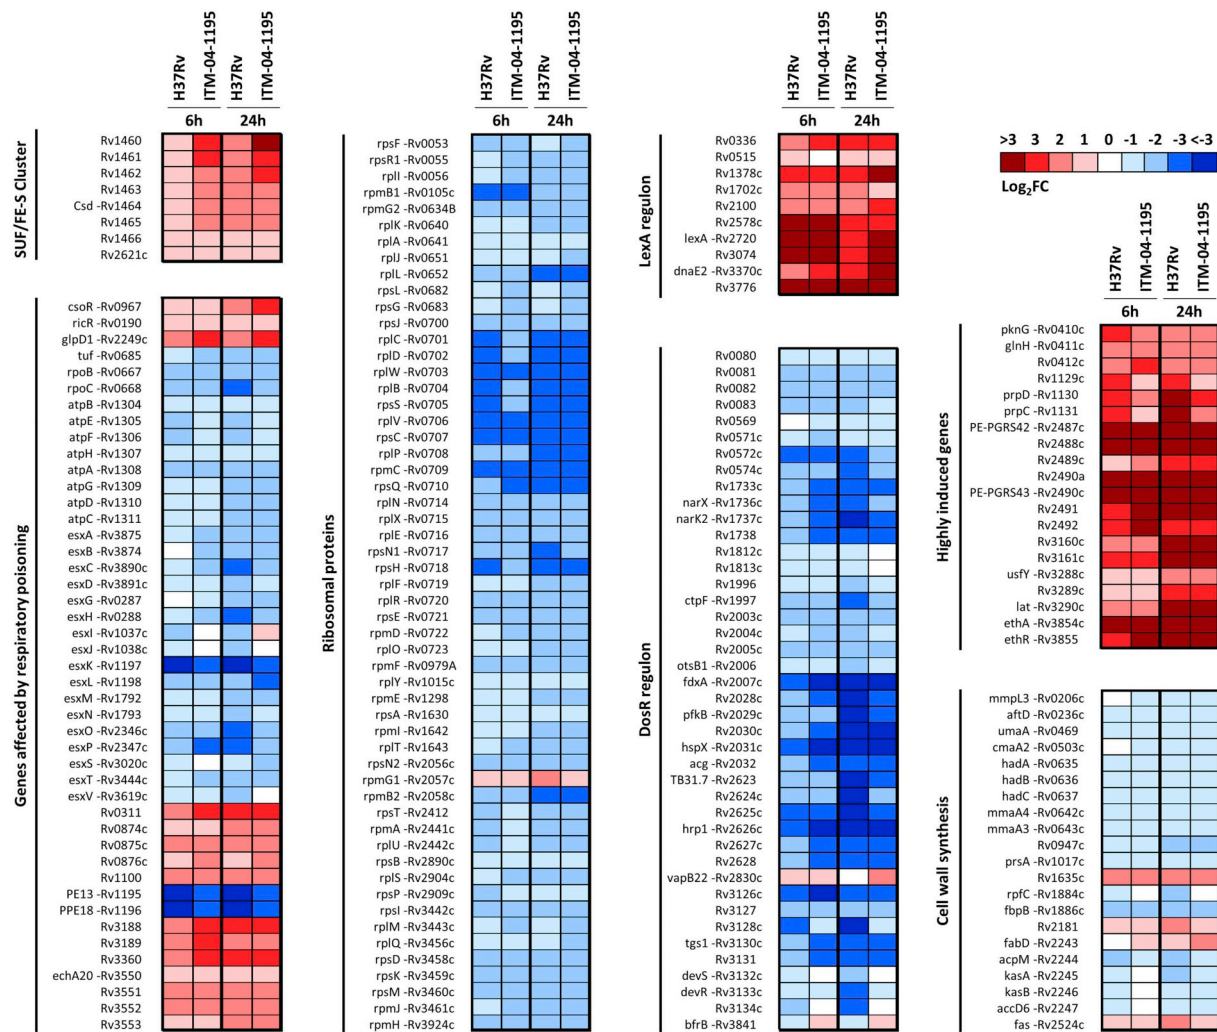 H37Rv
ITM-04-1195
H37Rv
ITM-04-1195
6h 24h
SUF/FE-S Cluster
Rv1460
Rv1461
Rv1462
Rv1463
Csd -Rv1464
Rv1465
Rv1466
Rv2621c
Genes affected by respiratory poisoning
csoR -Rv0967
ricR -Rv0190
glpD1 -Rv2249c
tuf -Rv0685
rpoB -Rv0667
rpoC -Rv0668
atpB -Rv1304
atpE -Rv1305
atpF -Rv1306
atpH -Rv1307
atpA -Rv1308
atpG -Rv1309
atpD -Rv1310
atpC -Rv1311
esxA -Rv3875
esxB -Rv3874
esxC -Rv3890c
esxD -Rv3891c
esxG -Rv0287
esxH -Rv0288
esxI -Rv1037c
esxJ -Rv1038c
esxK -Rv1197
esxL -Rv1198
esxM -Rv1792
esxN -Rv1793
esxO -Rv2346c
esxP -Rv2347c
esxS -Rv3020c
esxT -Rv3444c
esxV -Rv3619c
Rv0311
Rv0874c
Rv0875c
Rv0876c
Rv1100
PE13 -Rv1195
PPE18 -Rv1196
Rv3188
Rv3189
Rv3360
echA20 -Rv3550
Rv3551
Rv3552
Rv3553
H37Rv
ITM-04-1195
H37Rv
ITM-04-1195
6h 24h
Ribosomal proteins
rpsF -Rv0053
rpsR1 -Rv0055
rplI -Rv0056
rpmB1 -Rv0105c
rpmG2 -Rv0634B
rplK -Rv0640
rplA -Rv0641
rplJ -Rv0651
rplL -Rv0652
rpsL -Rv0682
rpsG -Rv0683
rpsJ -Rv0700
rplC -Rv0701
rplD -Rv0702
rplW -Rv0703
rplB -Rv0704
rpsS -Rv0705
rplV -Rv0706
rpsC -Rv0707
rplP -Rv0708
rpmC -Rv0709
rpsQ -Rv0710
rplN -Rv0714
rplX -Rv0715
rplE -Rv0716
rpsN1 -Rv0717
rpsH -Rv0718
rplF -Rv0719
rplR -Rv0720
rpsE -Rv0721
rpmD -Rv0722
rplO -Rv0723
rpmF -Rv0979A
rplY -Rv1015c
rpmE -Rv1298
rpsA -Rv1630
rpmI -Rv1642
rplT -Rv1643
rpsN2 -Rv2056c
rpmG1 -Rv2057c
rpmB2 -Rv2058c
rpsT -Rv2412
rpmA -Rv2441c
rplU -Rv2442c
rpsB -Rv2890c
rplS -Rv2904c
rpsP -Rv2909c
rpsI -Rv3442c
rplM -Rv3443c
rplQ -Rv3456c
rpsD -Rv3458c
rpsK -Rv3459c
rpsM -Rv3460c
rpmJ -Rv3461c
rpmH -Rv3924c
H37Rv
ITM-04-1195
H37Rv
ITM-04-1195
6h 24h
LexA regulon
Rv0336
Rv0515
Rv1378c
Rv1702c
Rv2100
Rv2578c
lexA -Rv2720
Rv3074
dnaE2 -Rv3370c
Rv3776
DosR regulon
Rv0080
Rv0081
Rv0082
Rv0083
Rv0569
Rv0571c
Rv0572c
Rv0574c
Rv1733c
narX -Rv1736c
narK2 -Rv1737c
Rv1738
Rv1812c
Rv1813c
Rv1996
ctpF -Rv1997
Rv2003c
Rv2004c
Rv2005c
otsB1 -Rv2006
fdxA -Rv2007c
Rv2028c
pfkB -Rv2029c
Rv2030c
hspX -Rv2031c
acg -Rv2032
TB31.7 -Rv2623
Rv2624c
Rv2625c
hrp1 -Rv2626c
Rv2627c
Rv2628
vapB22 -Rv2830c
Rv3126c
Rv3127
Rv3128c
tgs1 -Rv3130c
Rv3131
devS -Rv3132c
devR -Rv3133c
Rv3134c
bfrB -Rv3841
>3 3 2 1 0 -1 -2 -3 <-3
Log2FC
H37Rv
ITM-04-1195
H37Rv
ITM-04-1195
6h 24h
Highly induced genes
pknG -Rv0410c
glnH -Rv0411c
Rv0412c
Rv1129c
prpD -Rv1130
prpC -Rv1131
PE-PGRS42 -Rv2487c
Rv2488c
Rv2489c
Rv2490a
PE-PGRS43 -Rv2490c
Rv2491
Rv2492
Rv3160c
Rv3161c
usfY -Rv3288c
Rv3289c
lat -Rv3290c
ethA -Rv3854c
ethR -Rv3855
Cell wall synthesis
mmpL3 -Rv0206c
aftD -Rv0236c
umaA -Rv0469
cmaA2 -Rv0503c
hadA -Rv0635
hadB -Rv0636
hadC -Rv0637
mmaA4 -Rv0642c
mmaA3 -Rv0643c
Rv0947c
prsA -Rv1017c
Rv1635c
rpfC -Rv1884c
fbpB -Rv1886c
Rv2181
fabD -Rv2243
acpM -Rv2244
kasA -Rv2245
kasB -Rv2246
accD6 -Rv2247
fas -Rv2524c